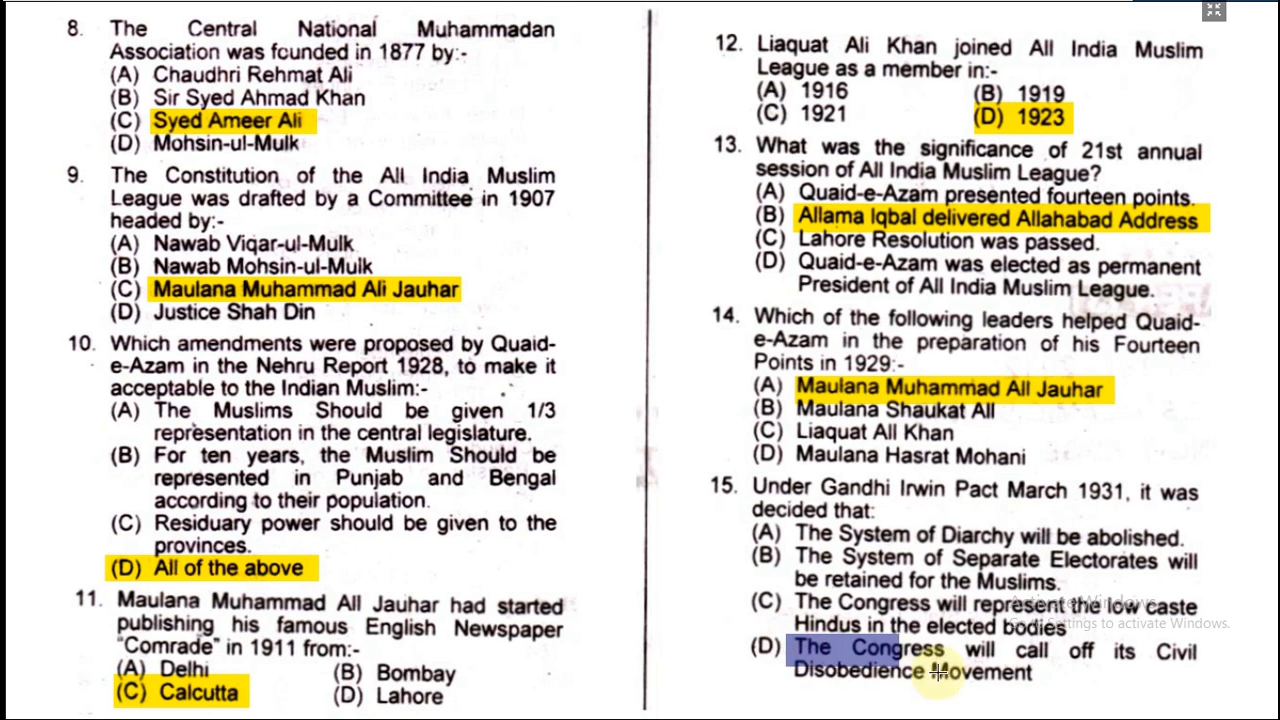 8. The Central National Muhammadan
Association was founded in 1877 by:-
(A) Chaudhri Rehmat Ali
(B) Sir Syed Ahmad Khan
(C) Syed Ameer Ali
(D) Mohsin-ul-Mulk
9. The Constitution of the All India Muslim
League was drafted by a Committee in 1907
headed by:-
(A) Nawab Viqar-ul-Mulk
(B) Nawab Mohsin-ul-Mulk
(C) Maulana Muhammad Ali Jauhar
(D) Justice Shah Din
10. Which amendments were proposed by Quaid-
e-Azam in the Nehru Report 1928, to make it
acceptable to the Indian Muslim:-
(A) The Muslims Should be given 1/3
representation in the central legislature.
(B) For ten years, the Muslim Should be
represented in Punjab and Bengal
according to their population.
(C) Residuary power should be given to the
provinces.
(D) All of the above
11. Maulana Muhammad All Jauhar had started
publishing his famous English Newspaper
"Comrade" in 1911 from:-
(A) Delhi (B) Bombay
(C) Calcutta (D) Lahore
12. Liaquat Ali Khan joined All India Muslim
League as a member in:-
(A) 1916 (B) 1919
(C) 1921 (D) 1923
13. What was the significance of 21st annual
session of All India Muslim League?
(A) Quaid-e-Azam presented fourteen points.
(B) Allama Iqbal delivered Allahabad Address
(C) Lahore Resolution was passed.
(D) Quaid-e-Azam was elected as permanent
President of All India Muslim League.
14. Which of the following leaders helped Quaid-
e-Azam in the preparation of his Fourteen
Points in 1929:-
(A) Maulana Muhammad All Jauhar
(B) Maulana Shaukat All
(C) Liaquat All Khan
(D) Maulana Hasrat Mohani
15. Under Gandhi Irwin Pact March 1931, it was
decided that:
(A) The System of Diarchy will be abolished.
(B) The System of Separate Electorates will
be retained for the Muslims.
(C) The Congress will represent the low caste
Hindus in the elected bodies
(D) The Congress will call off its Civil
Disobedience Movement
Activate Windows
Go to Settings to activate Windows.